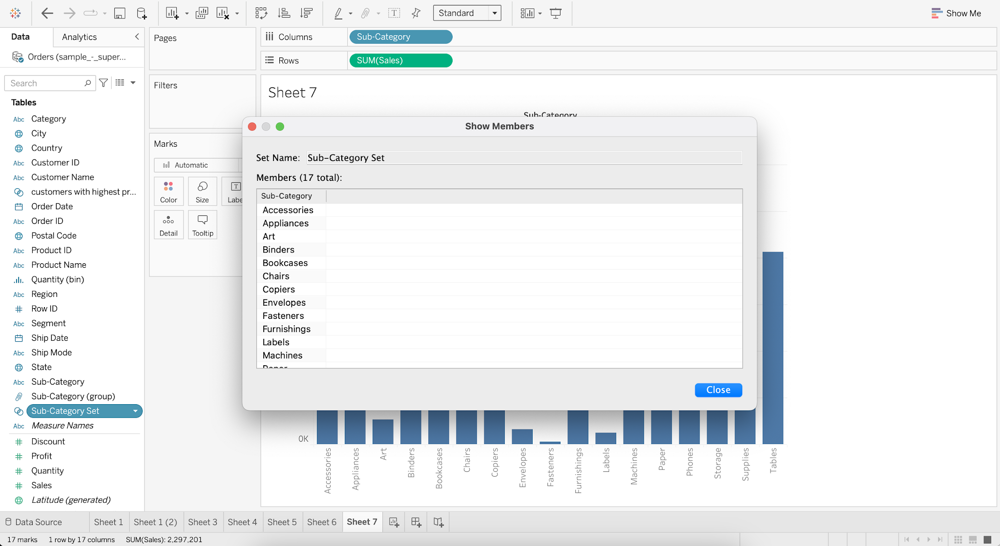 Standard
Show Me
Data
Analytics
Orders (sample_-_super...
Search
Tables
Abc Category
City
Country
Abc Customer ID
Abc Customer Name
customers with highest pr...
Order Date
Abc Order ID
Postal Code
Abc Product ID
Abc Product Name
Quantity (bin)
Abc Region
Row ID
Abc Segment
Ship Date
Abc Ship Mode
State
Abc Sub-Category
Sub-Category (group)
Sub-Category Set
Abc Measure Names
Discount
Profit
Quantity
Sales
Latitude (generated)
Pages
Filters
Marks
Automatic
Color
Size
T
Labe
Detail
Tooltip
Columns
Sub-Category
Rows
SUM(Sales)
Sheet 7
Sub-Category
Show Members
Set Name: Sub-Category Set
Members (17 total):
Sub-Category
Accessories
Appliances
Art
Binders
Bookcases
Chairs
Copiers
Envelopes
Fasteners
Furnishings
Labels
Machines
Paper
Close
0K
Accessories
Appliances
Art
Binders
Bookcases
Chairs
Copiers
Envelopes
Fasteners
Furnishings
Labels
Machines
Paper
Phones
Storage
Supplies
Tables
Data Source
Sheet 1
Sheet 1 (2)
Sheet 3
Sheet 4
Sheet 5
Sheet 6
Sheet 7
17 marks
1 row by 17 columns
SUM(Sales): 2,297,201